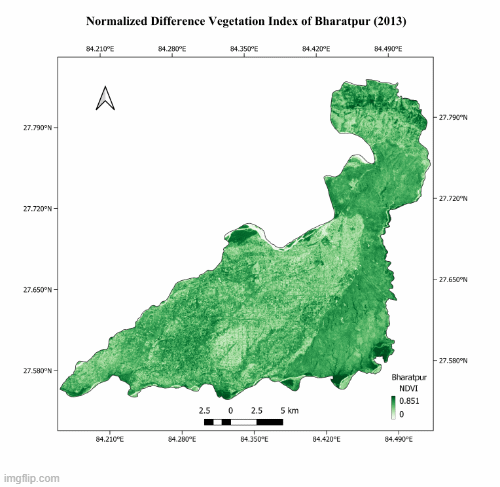 Normalized Difference Vegetation Index of Bharatpur (2013)
84.210°E 84.280°E 84.350°E 84.420°E 84.490°E
27.790°N 27.790°N
27.720°N 27.720°N
27.650°N 27.650°N
27.580°N 27.580°N
Bharatpur
NDVI
0.851
0
2.5 0 2.5 5 km
84.210°E 84.280°E 84.350°E 84.420°E 84.490°E
imgflip.com